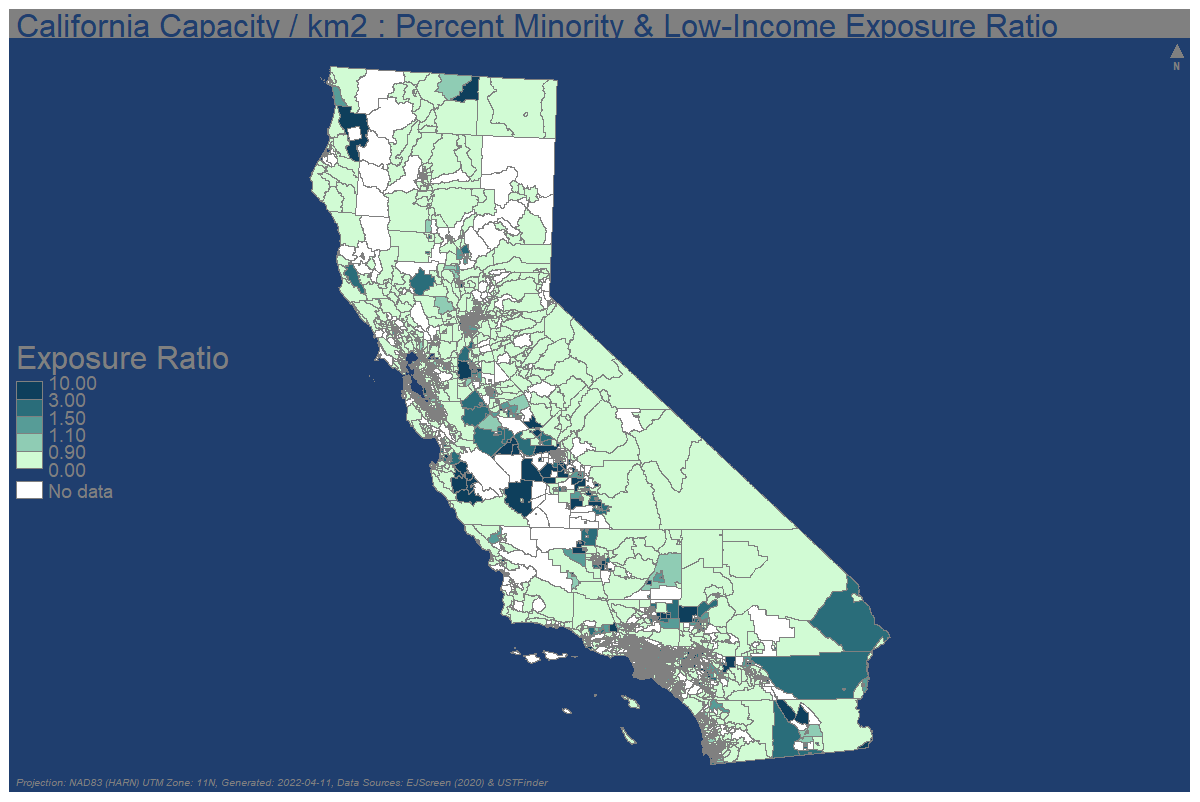 California Capacity / km2 : Percent Minority & Low-Income Exposure Ratio
N
Exposure Ratio
10.00
3.00
1.50
1.10
0.90
0.00
No data
Projection: NAD83 (HARN) UTM Zone: 11N, Generated: 2022-04-11, Data Sources: EJScreen (2020) & USTFinder